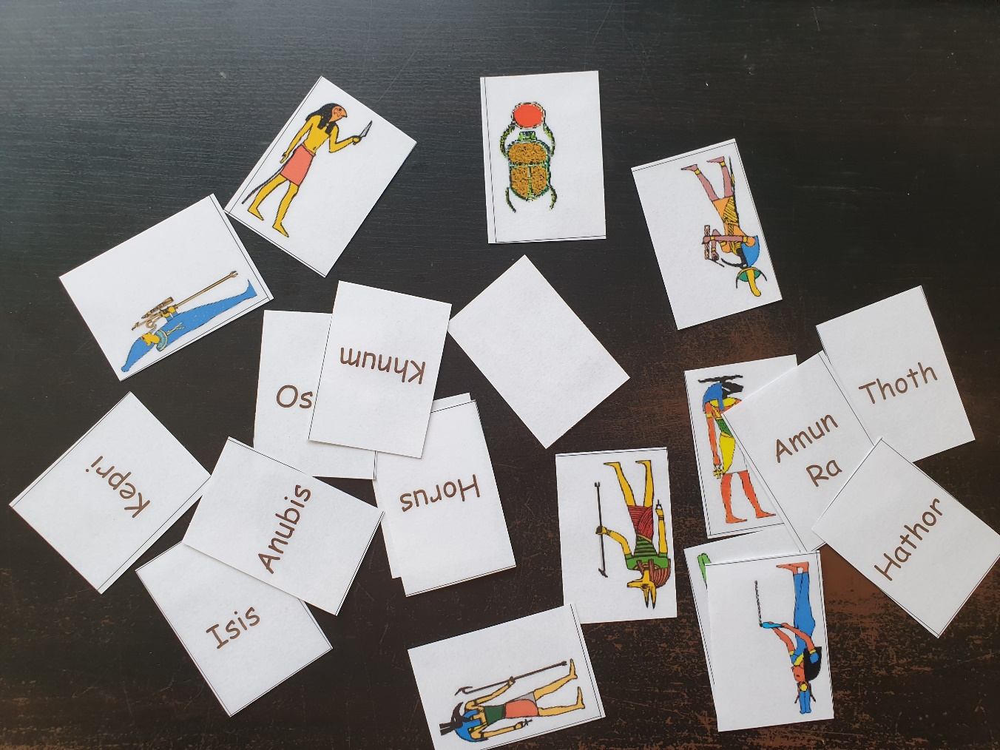 Khnum
Os
Thoth
Amun
Ra
Horus
Kepri
Anubis
Hathor
Isis